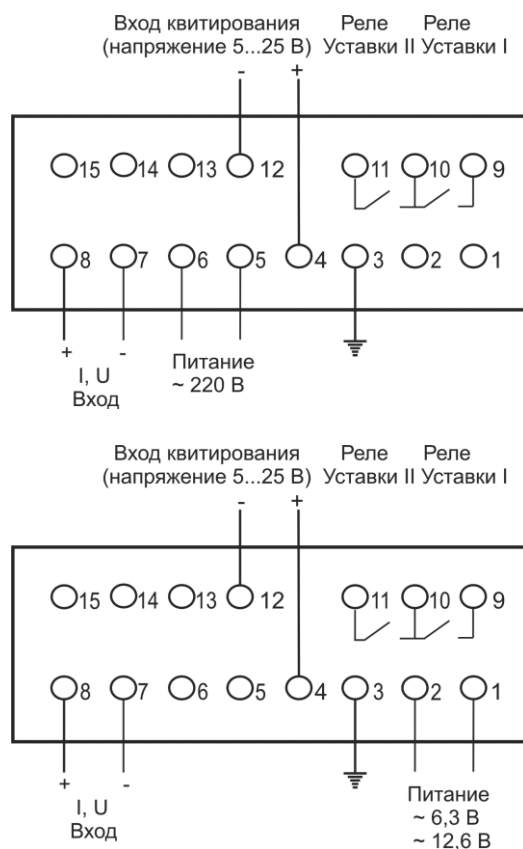 Вход квитирования Реле Реле
(напряжение 5...25 В) Уставки II Уставки I
- +
15 14 13 12 11 10 9
8 7 6 5 4 3 2 1
+ -
I, U Питание
Вход ~ 220 В
Вход квитирования Реле Реле
(напряжение 5...25 В) Уставки II Уставки I
- +
15 14 13 12 11 10 9
8 7 6 5 4 3 2 1
+ -
I, U Питание
Вход ~ 6,3 В
~ 12,6 В